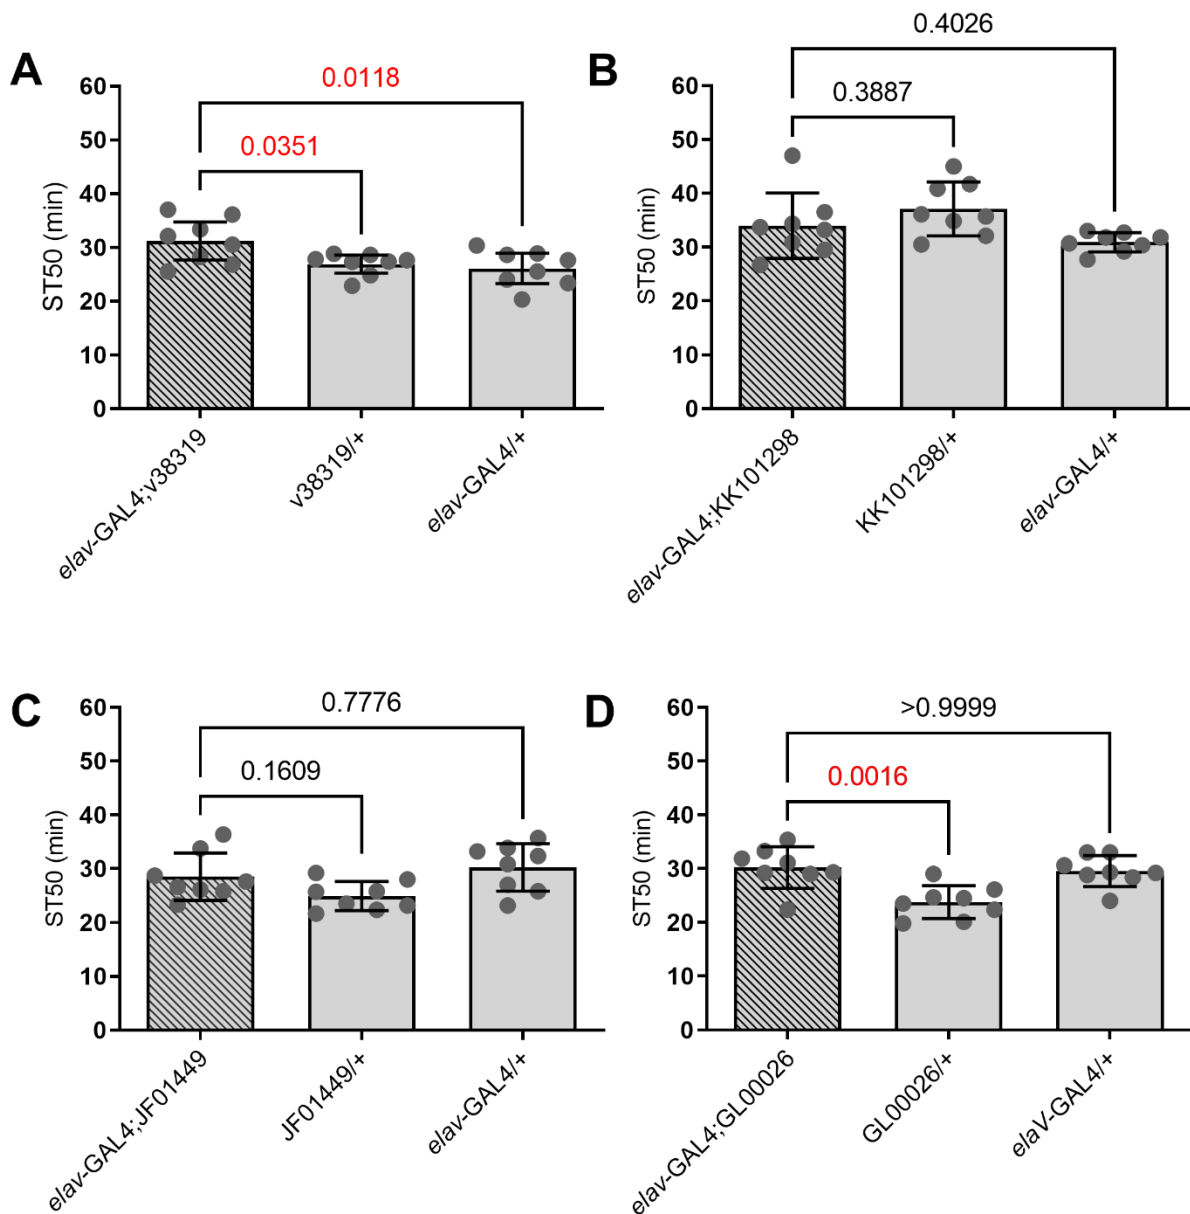 A
0.0118
0.0351
ST50 (min)
60
50
40
30
20
10
0
elav-GAL4;v38319
v38319/+
elav-GAL4/+
B
0.4026
0.3887
ST50 (min)
60
50
40
30
20
10
0
elav-GAL4;KK101298
KK101298/+
elav-GAL4/+
C
0.7776
0.1609
ST50 (min)
60
50
40
30
20
10
0
elav-GAL4;JF01449
JF01449/+
elav-GAL4/+
D
>0.9999
0.0016
ST50 (min)
60
50
40
30
20
10
0
elav-GAL4;GL00026
GL00026/+
elaV-GAL4/+